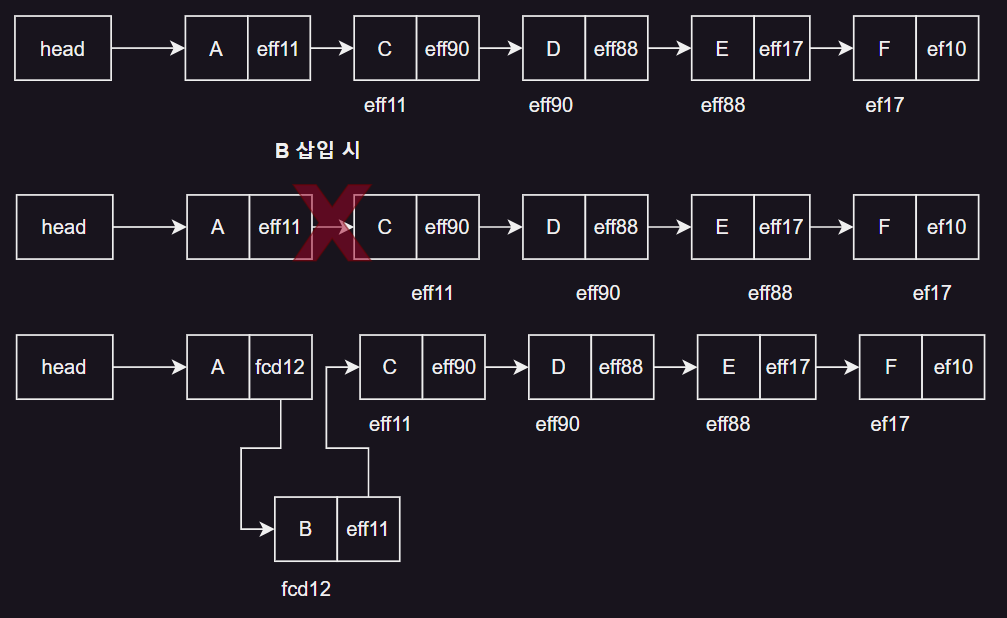 head A eff11 C eff90 D eff88 E eff17 F ef10
eff11 eff90 eff88 ef17
B 삽입 시
head A eff11 C eff90 D eff88 E eff17 F ef10
eff11 eff90 eff88 ef17
head A fcd12 C eff90 D eff88 E eff17 F ef10
eff11 eff90 eff88 ef17
B eff11
fcd12